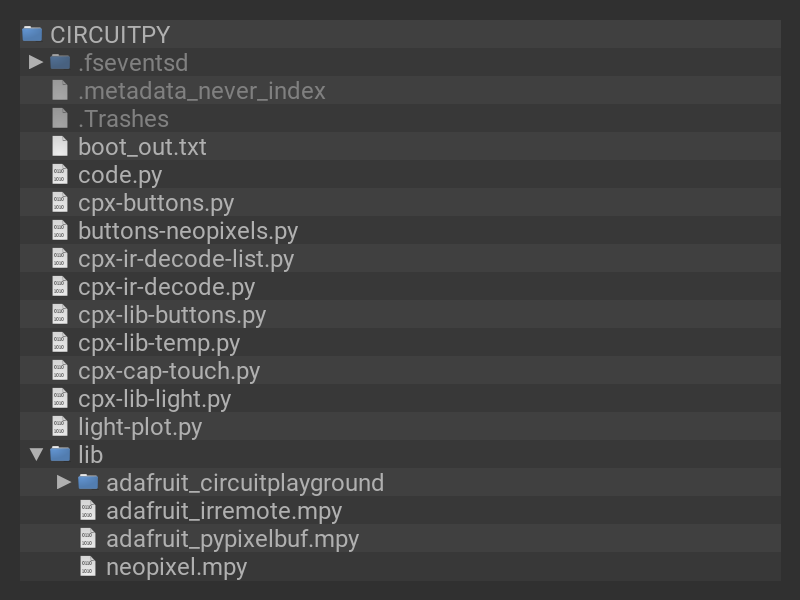 CIRCUITPY
.fseventsd
.metadata_never_index
.Trashes
boot_out.txt
code.py
cpx-buttons.py
buttons-neopixels.py
cpx-ir-decode-list.py
cpx-ir-decode.py
cpx-lib-buttons.py
cpx-lib-temp.py
cpx-cap-touch.py
cpx-lib-light.py
light-plot.py
lib
adafruit_circuitplayground
adafruit_irremote.mpy
adafruit_pypixelbuf.mpy
neopixel.mpy